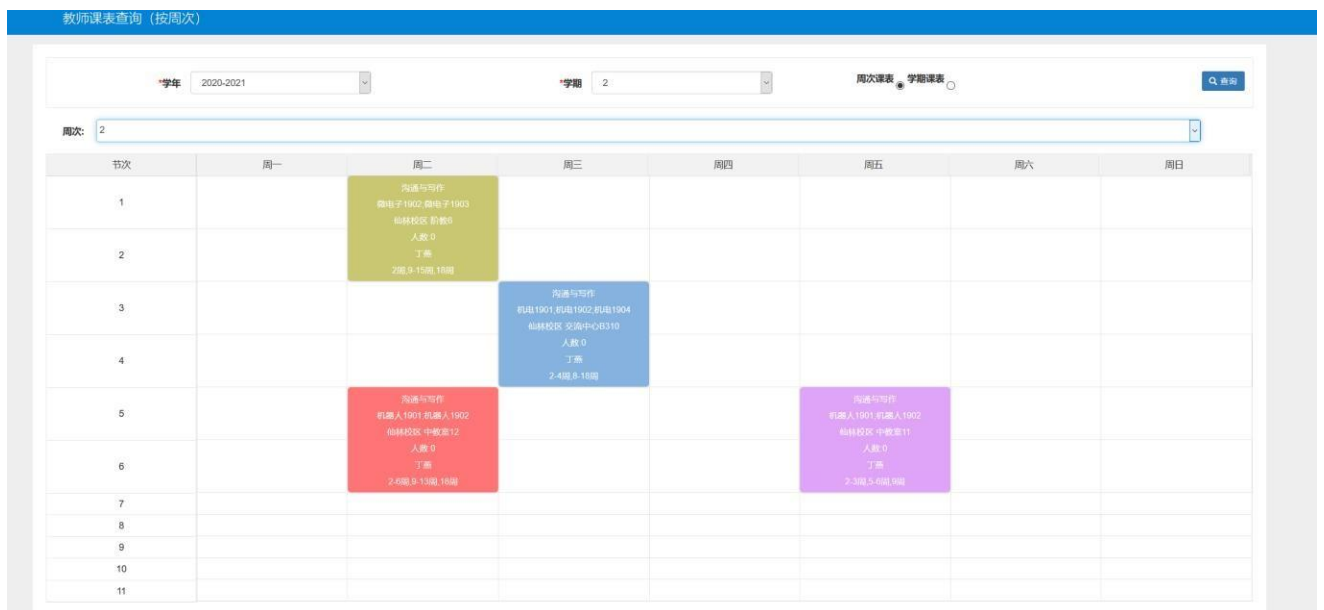 教师课表查询（按周次）
*学年 2020-2021 *学期 2 周次课表 学期课表 查询
周次: 2
节次 周一 周二 周三 周四 周五 周六 周日
1
沟通与写作
微电子1902;微电子1903
仙林校区 阶教6
人数:0
丁燕
2周,9-15周,18周
2
3
沟通与写作
机电1901;机电1902;机电1904
仙林校区 交流中心B310
人数:0
丁燕
2-4周,8-18周
4
5
沟通与写作
机器人1901;机器人1902
仙林校区 中教室12
人数:0
丁燕
2-6周,9-13周,16周
沟通与写作
机器人1901;机器人1902
仙林校区 中教室11
人数:0
丁燕
2-3周,5-6周,9周
6
7
8
9
10
11